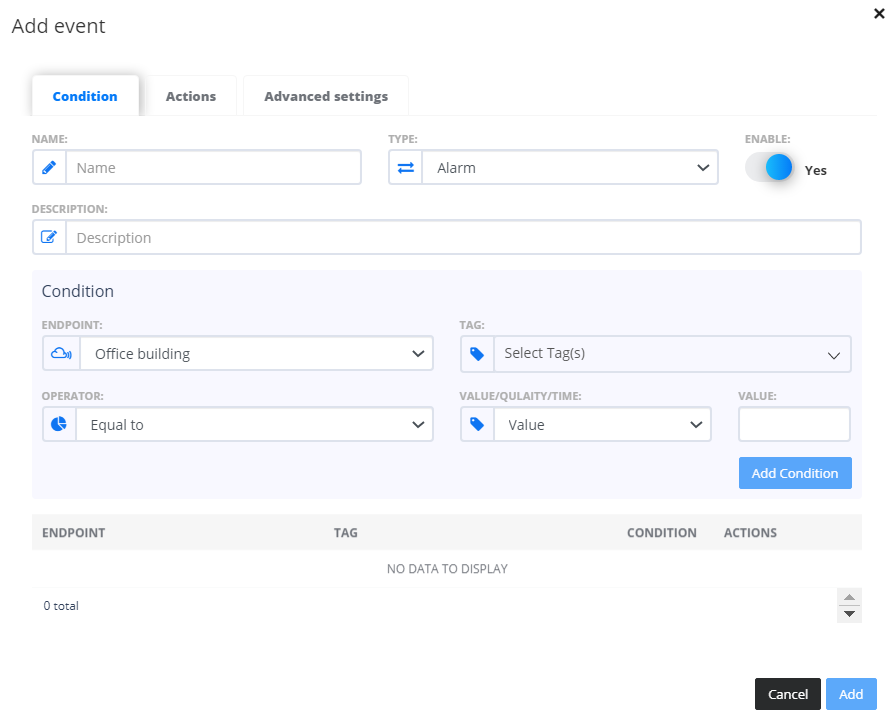 Add event
Condition Actions Advanced settings
NAME: TYPE: ENABLE:
Name Alarm Yes
DESCRIPTION:
Description
Condition
ENDPOINT: TAG:
Office building Select Tag(s)
OPERATOR: VALUE/QULAITY/TIME: VALUE:
Equal to Value
Add Condition
ENDPOINT TAG CONDITION ACTIONS
NO DATA TO DISPLAY
0 total
Cancel Add